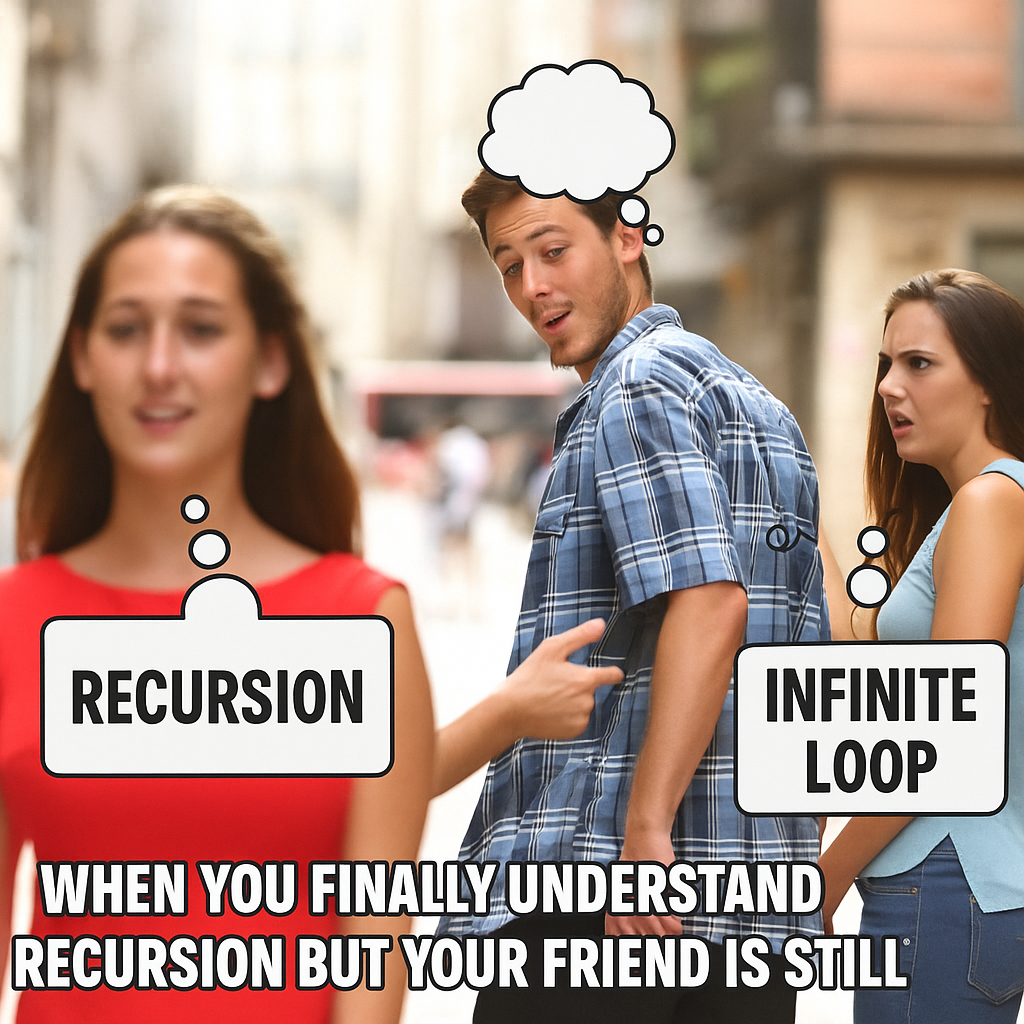 RECURSION
INFINITE
LOOP
WHEN YOU FINALLY UNDERSTAND
RECURSION BUT YOUR FRIEND IS STILL